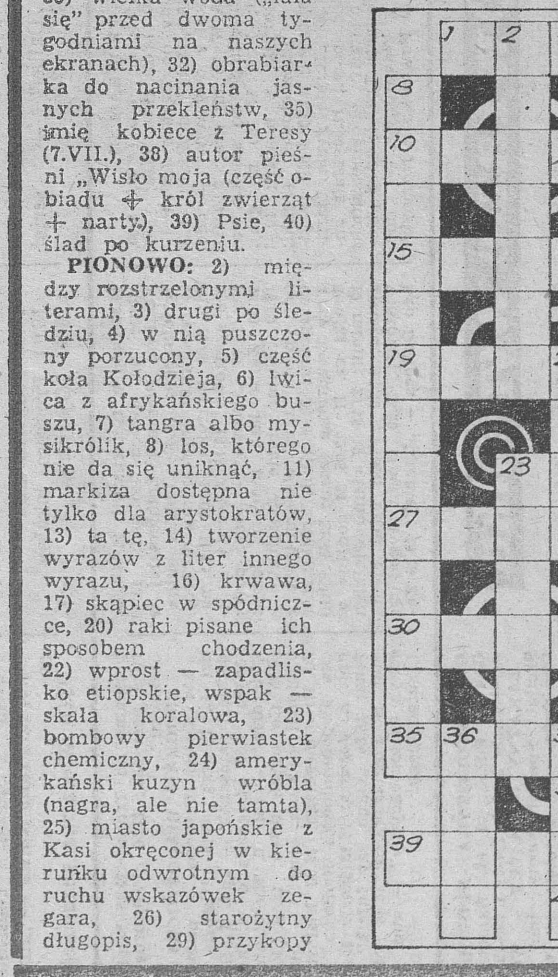 się” przed dwoma ty-
godniami na naszych
ekranach), 32) obrabiar-
ka do nacinania jas-
nych przekleństw, 35)
imię kobiece z Teresy
(7.VII.), 38) autor pieś-
ni „Wisło moja (część o-
biadu + król zwierząt
+ narty.), 39) Psie, 40)
ślad po kurzeniu.
PIONOWO: 2) mię-
dzy rozstrzelonymi li-
terami, 3) drugi po śle-
dziu, 4) w nią puszczo-
ny porzucony, 5) część
koła Kołodzieja, 6) lwi-
ca z afrykańskiego bu-
szu, 7) tangra albo my-
sikrólik, 8) los, którego
nie da się uniknąć, 11)
markiza dostępna nie
tylko dla arystokratów,
13) ta tę, 14) tworzenie
wyrazów z liter innego
wyrazu, 16) krwawa,
17) skąpiec w spódnicz-
ce, 20) raki pisane ich
sposobem chodzenia,
22) wprost — zapadlis-
ko etiopskie, wspak —
skała koralowa, 23)
bombowy pierwiastek
chemiczny, 24) amery-
kański kuzyn wróbla
(nagra, ale nie tamta),
25) miasto japońskie z
Kasi okręconej w kie-
runku odwrotnym do
ruchu wskazówek ze-
gara, 26) starożytny
długopis, 29) przykopy
1 2
8
10
15
19
23
27
30
35 36
39